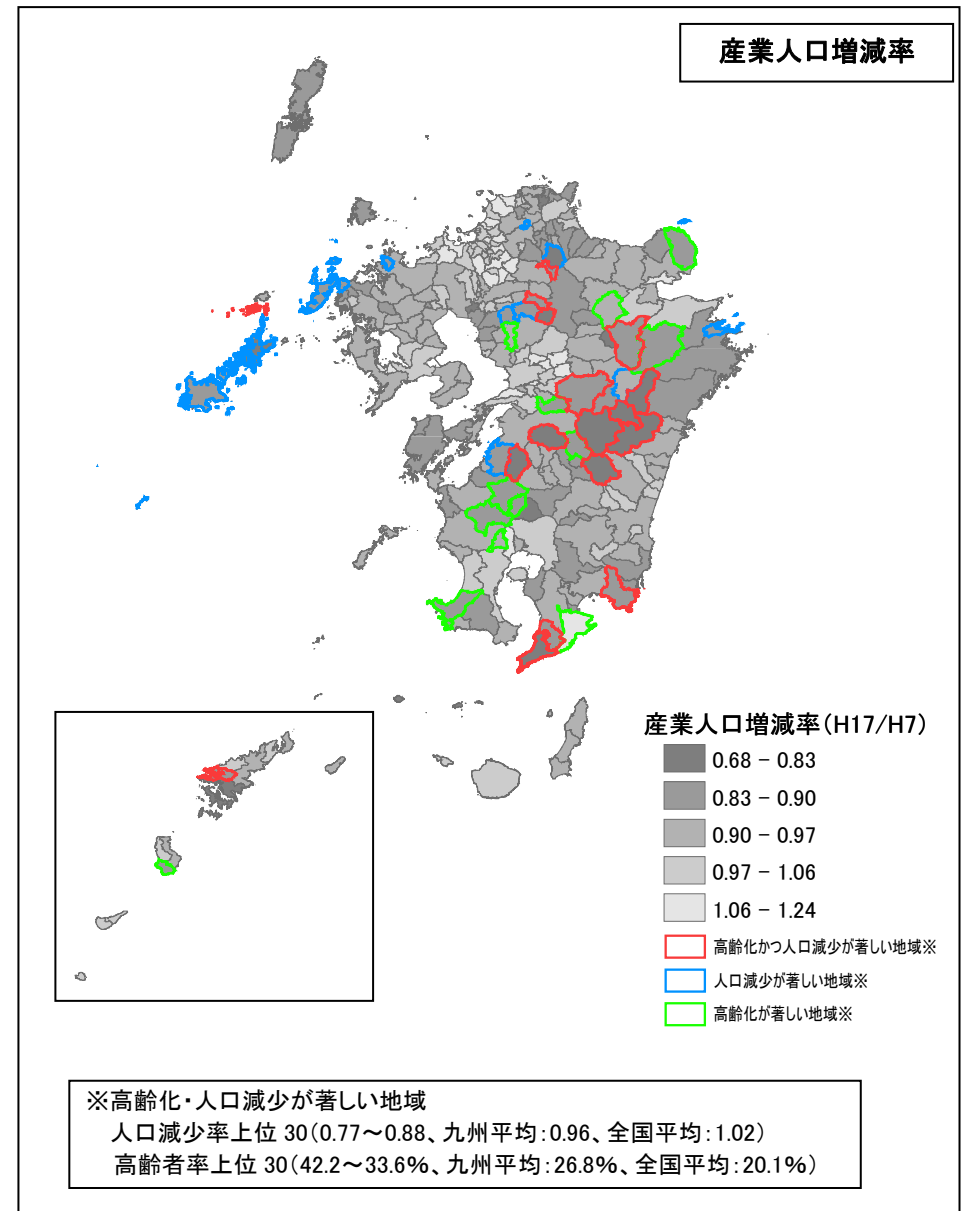 産業人口増減率
産業人口増減率(H17/H7)
0.68 - 0.83
0.83 - 0.90
0.90 - 0.97
0.97 - 1.06
1.06 - 1.24
高齢化かつ人口減少が著しい地域※
人口減少が著しい地域※
高齢化が著しい地域※
※高齢化・人口減少が著しい地域
人口減少率上位 30(0.77～0.88、九州平均:0.96、全国平均:1.02)
高齢者率上位 30(42.2～33.6%、九州平均:26.8%、全国平均:20.1%)